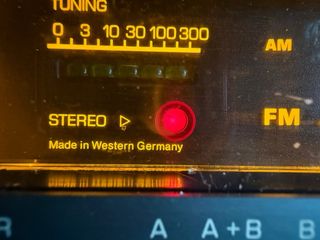 TUNING
0 3 10 30 100 300
AM
STEREO ▷
FM
Made in Western Germany
R A A+B B